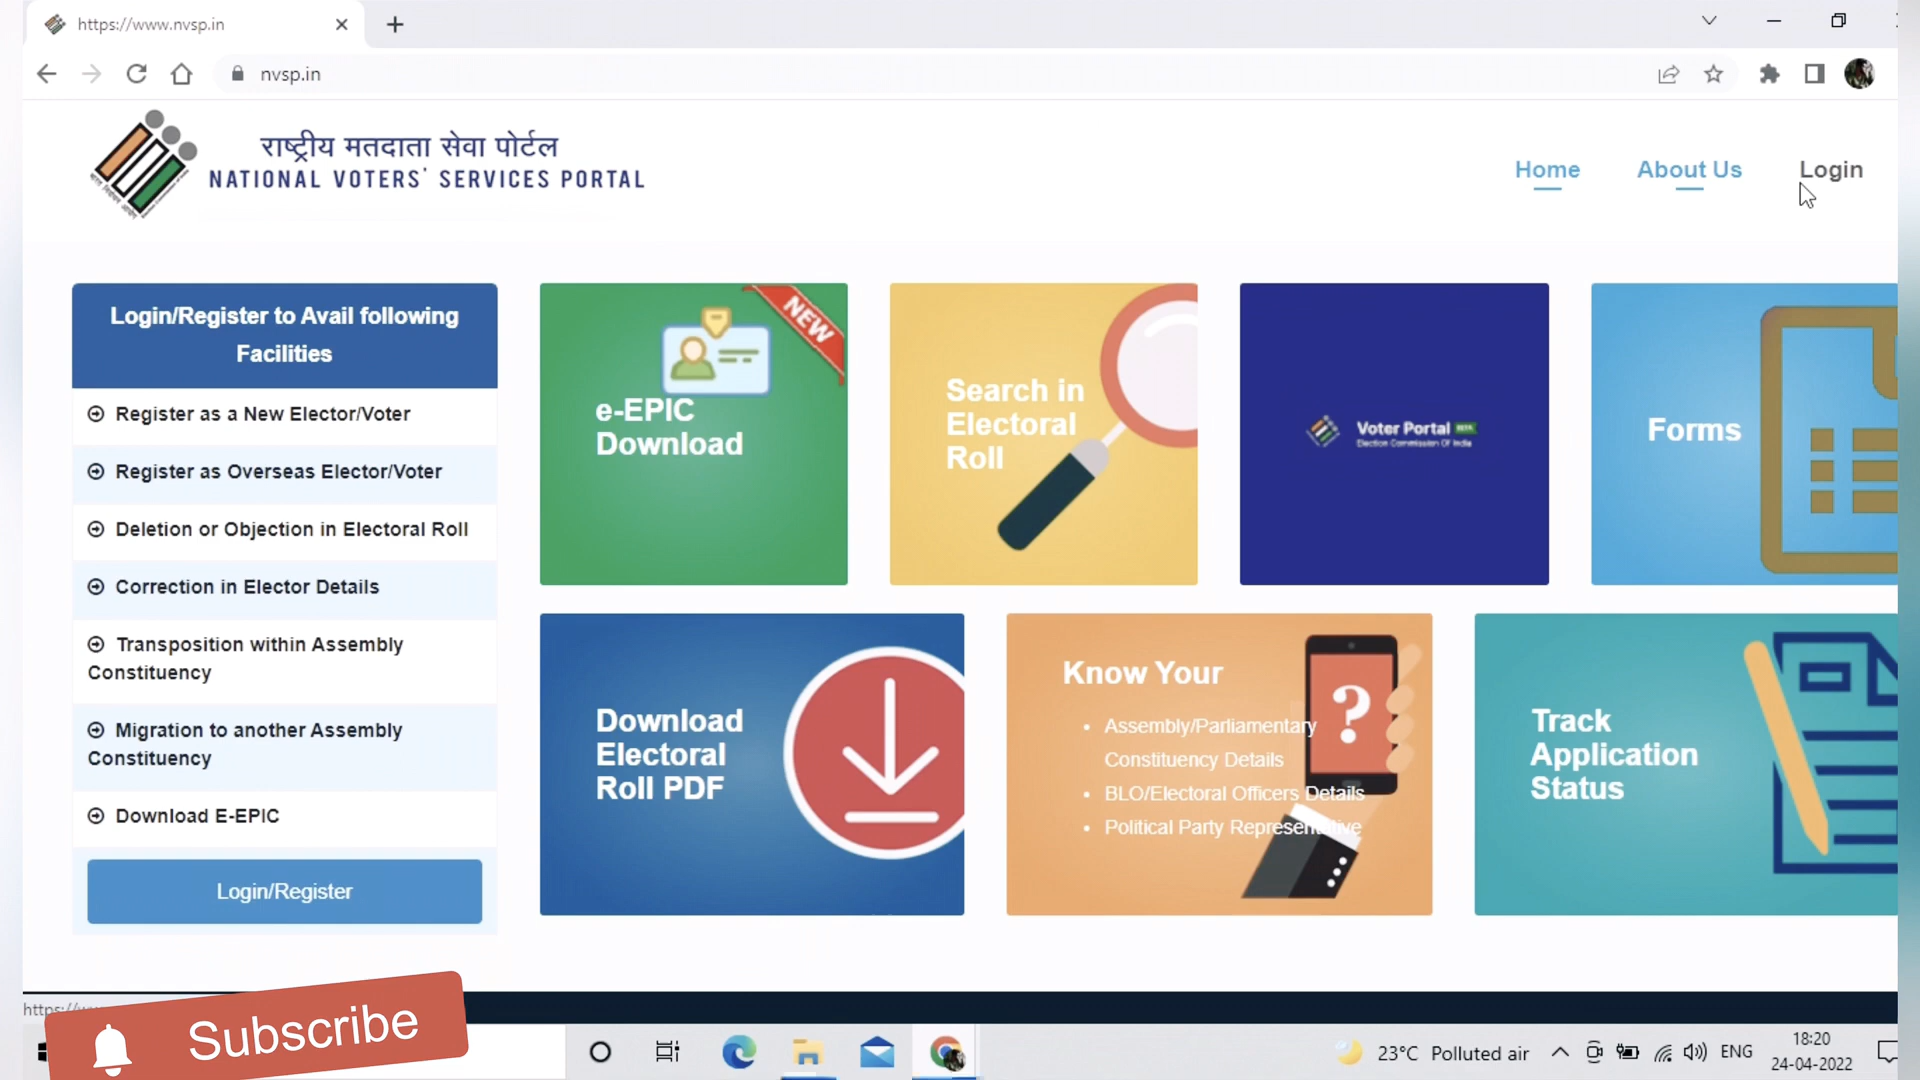 https://www.nvsp.in
nvsp.in
राष्ट्रीय मतदाता सेवा पोर्टल
NATIONAL VOTERS' SERVICES PORTAL
Home
About Us
Login
Login/Register to Avail following
Facilities
Register as a New Elector/Voter
Register as Overseas Elector/Voter
Deletion or Objection in Electoral Roll
Correction in Elector Details
Transposition within Assembly
Constituency
Migration to another Assembly
Constituency
Download E-EPIC
Login/Register
NEW
e-EPIC
Download
Search in
Electoral
Roll
Voter Portal BETA
Election Commission Of India
Forms
Download
Electoral
Roll PDF
Know Your
• Assembly/Parliamentary
Constituency Details
• BLO/Electoral Officers Details
• Political Party Representative
?
Track
Application
Status
Subscribe
23°C Polluted air
ENG
18:20
24-04-2022